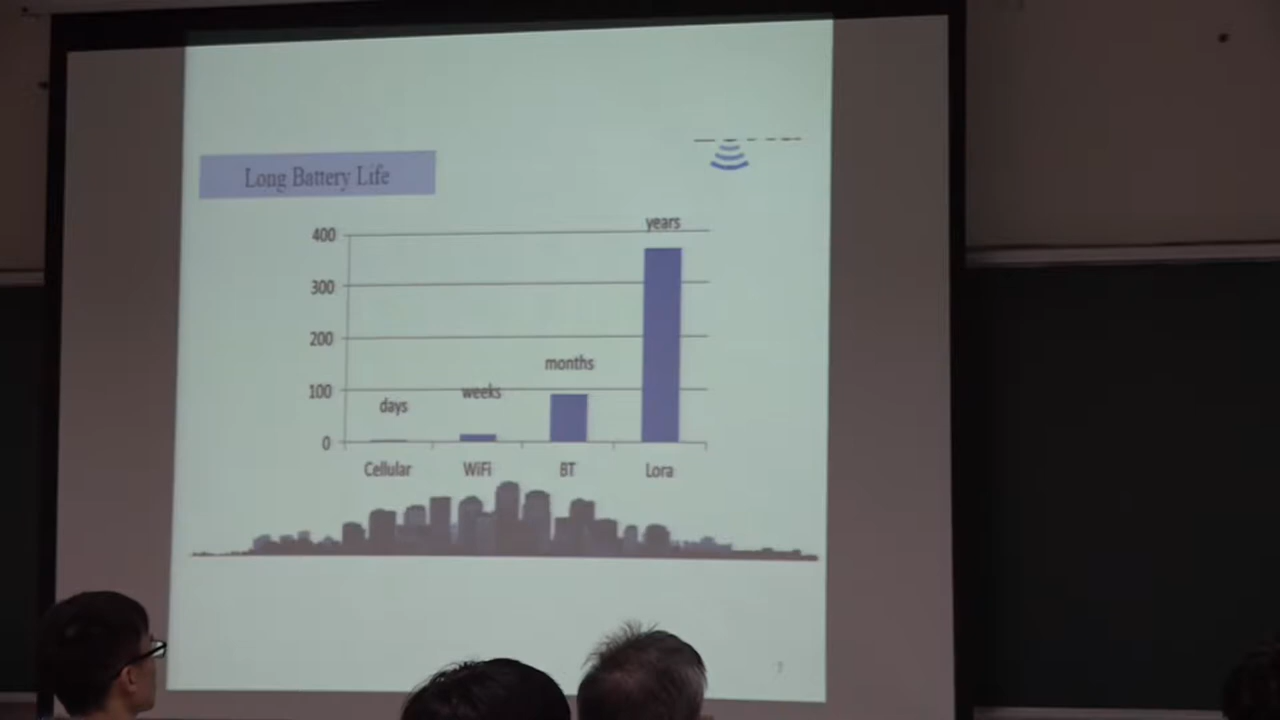 Long Battery Life
years
400
300
months
200
100
weeks
days
0
Cellular WiFi BT Lora